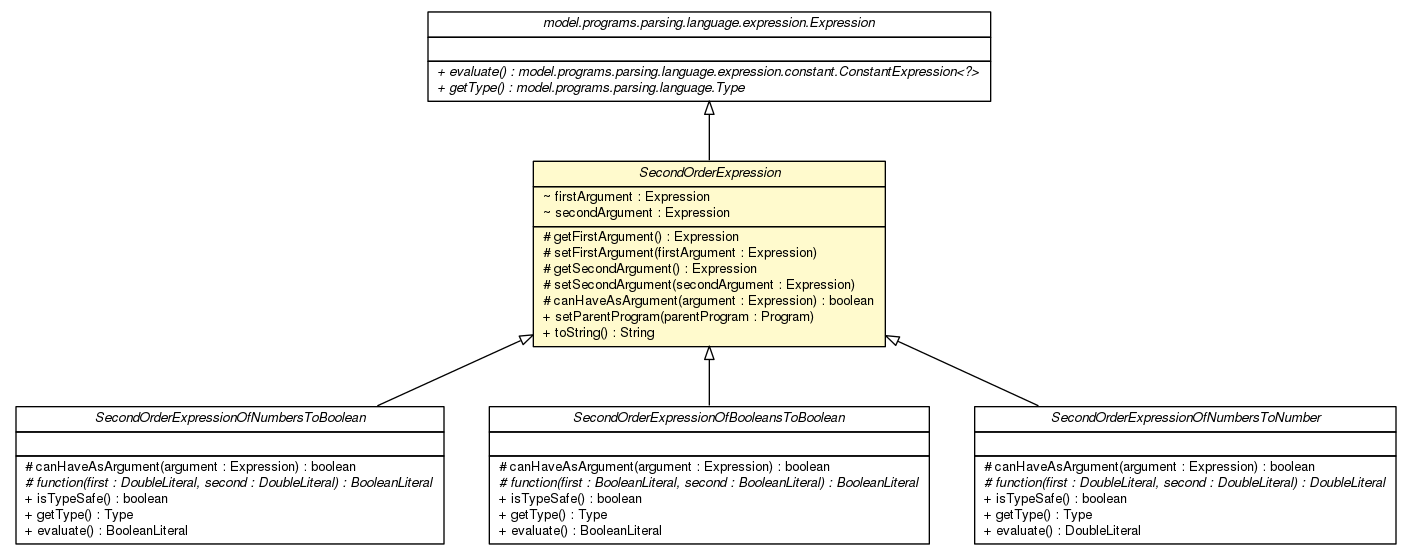 model.programs.parsing.language.expression.Expression
+ evaluate() : model.programs.parsing.language.expression.constant.ConstantExpression<?>
+ getType() : model.programs.parsing.language.Type
SecondOrderExpression
~ firstArgument : Expression
~ secondArgument : Expression
# getFirstArgument() : Expression
# setFirstArgument(firstArgument : Expression)
# getSecondArgument() : Expression
# setSecondArgument(secondArgument : Expression)
# canHaveAsArgument(argument : Expression) : boolean
+ setParentProgram(parentProgram : Program)
+ toString() : String
SecondOrderExpressionOfNumbersToBoolean
# canHaveAsArgument(argument : Expression) : boolean
# function(first : DoubleLiteral, second : DoubleLiteral) : BooleanLiteral
+ isTypeSafe() : boolean
+ getType() : Type
+ evaluate() : BooleanLiteral
SecondOrderExpressionOfBooleansToBoolean
# canHaveAsArgument(argument : Expression) : boolean
# function(first : BooleanLiteral, second : BooleanLiteral) : BooleanLiteral
+ isTypeSafe() : boolean
+ getType() : Type
+ evaluate() : BooleanLiteral
SecondOrderExpressionOfNumbersToNumber
# canHaveAsArgument(argument : Expression) : boolean
# function(first : DoubleLiteral, second : DoubleLiteral) : DoubleLiteral
+ isTypeSafe() : boolean
+ getType() : Type
+ evaluate() : DoubleLiteral